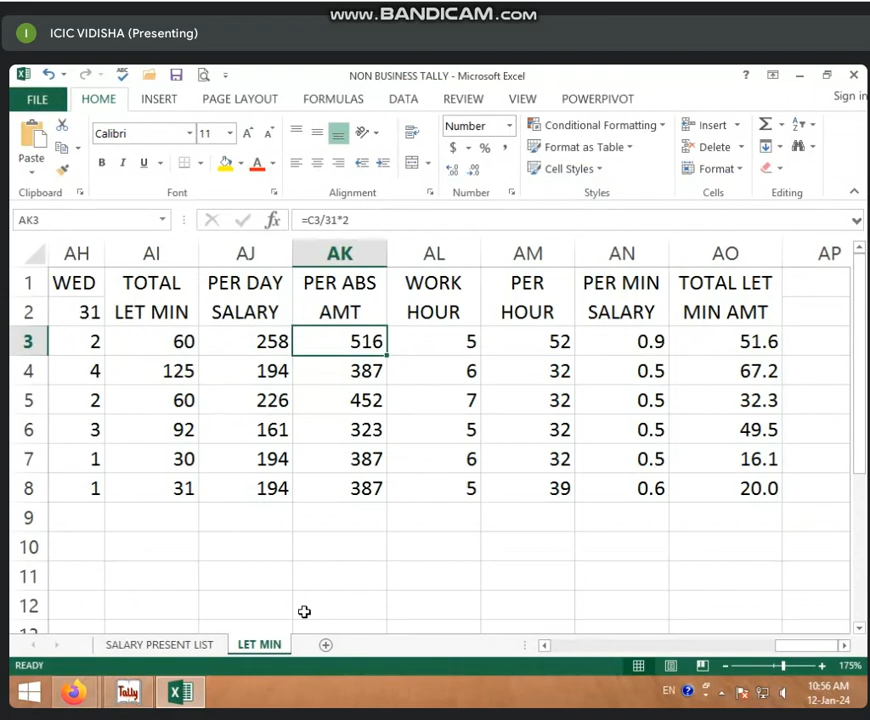 www.BANDICAM.com
I ICIC VIDISHA (Presenting)
NON BUSINESS TALLY - Microsoft Excel
FILE HOME INSERT PAGE LAYOUT FORMULAS DATA REVIEW VIEW POWERPIVOT Sign in
Paste
Calibri 11
B I U A
Number
$ % ,
Conditional Formatting
Format as Table
Cell Styles
Insert
Delete
Format
Clipboard Font Alignment Number Styles Cells Editing
AK3 fx =C3/31*2
AH AI AJ AK AL AM AN AO AP
1 WED TOTAL PER DAY PER ABS WORK PER PER MIN TOTAL LET
2 31 LET MIN SALARY AMT HOUR HOUR SALARY MIN AMT
3 2 60 258 516 5 52 0.9 51.6
4 4 125 194 387 6 32 0.5 67.2
5 2 60 226 452 7 32 0.5 32.3
6 3 92 161 323 5 32 0.5 49.5
7 1 30 194 387 6 32 0.5 16.1
8 1 31 194 387 5 39 0.6 20.0
9
10
11
12
SALARY PRESENT LIST LET MIN
READY 175%
Tally EN 10:56 AM
12-Jan-24